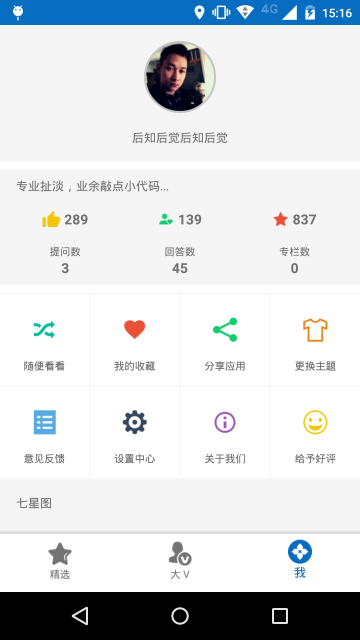 4G 15:16
后知后觉后知后觉
专业扯淡，业余敲点小代码...
289 139 837
提问数 回答数 专栏数
3 45 0
随便看看 我的收藏 分享应用 更换主题
意见反馈 设置中心 关于我们 给予好评
七星图
精选 大 V 我